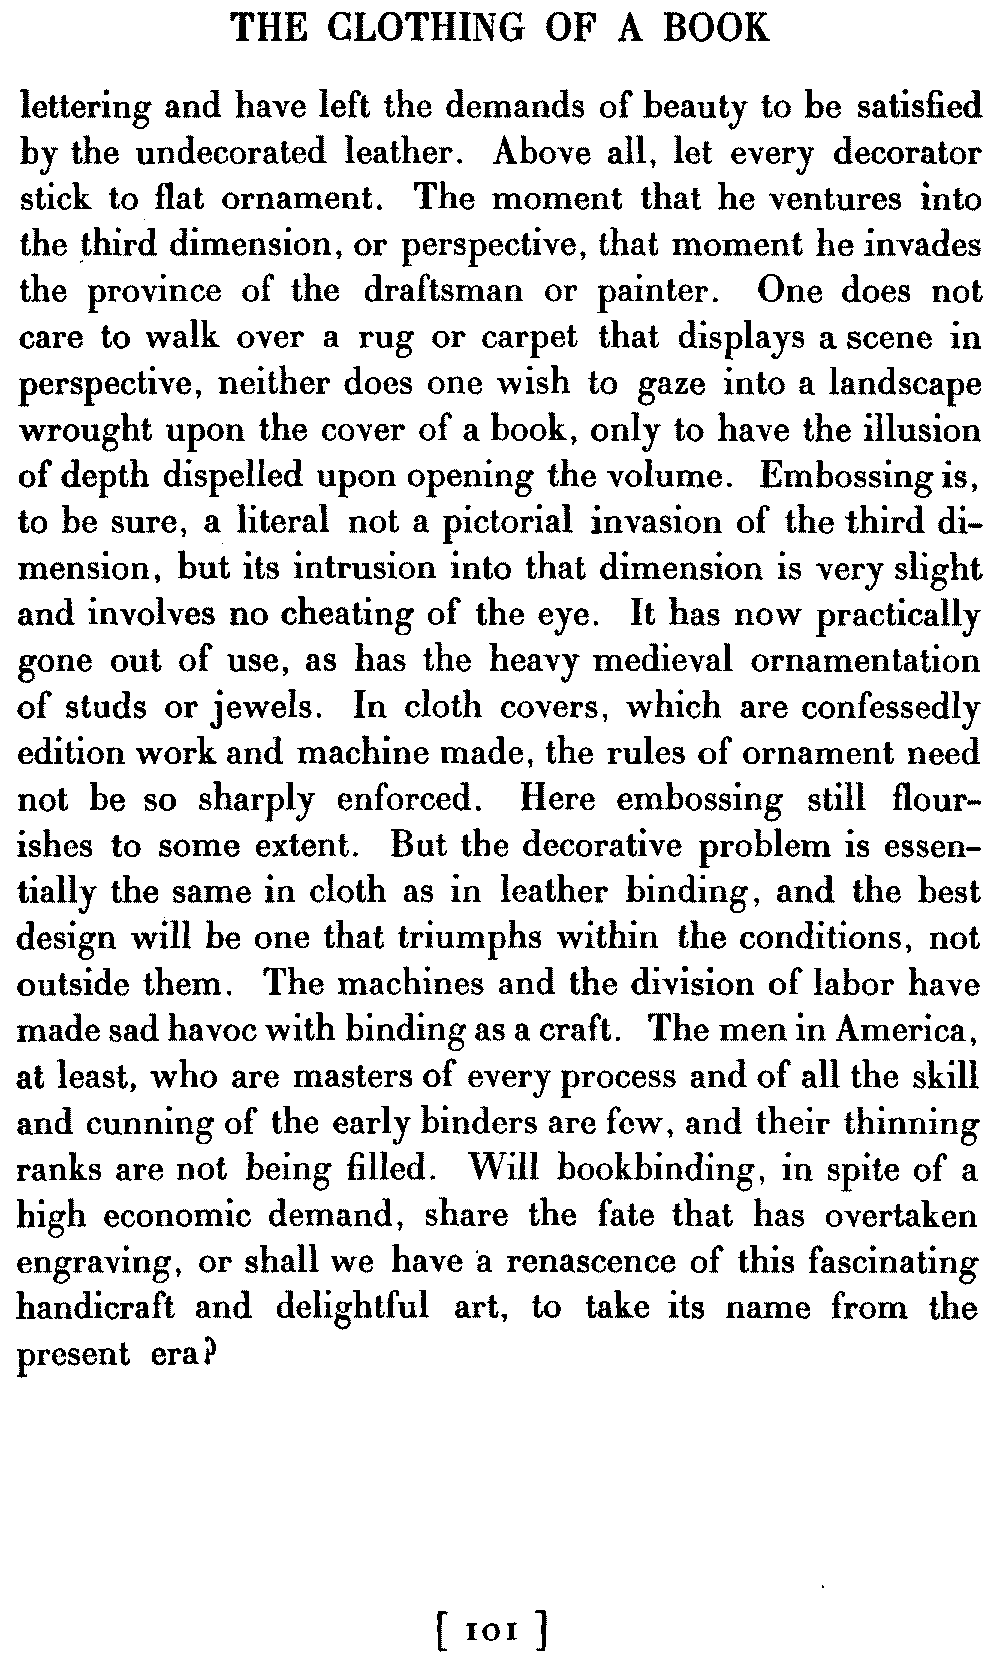 THE CLOTHING OF A BOOK
lettering and have left the demands of beauty to be satisfied
by the undecorated leather. Above all, let every decorator
stick to flat ornament. The moment that he ventures into
the third dimension, or perspective, that moment he invades
the province of the draftsman or painter. One does not
care to walk over a rug or carpet that displays a scene in
perspective, neither does one wish to gaze into a landscape
wrought upon the cover of a book, only to have the illusion
of depth dispelled upon opening the volume. Embossing is,
to be sure, a literal not a pictorial invasion of the third di-
mension, but its intrusion into that dimension is very slight
and involves no cheating of the eye. It has now practically
gone out of use, as has the heavy medieval ornamentation
of studs or jewels. In cloth covers, which are confessedly
edition work and machine made, the rules of ornament need
not be so sharply enforced. Here embossing still flour-
ishes to some extent. But the decorative problem is essen-
tially the same in cloth as in leather binding, and the best
design will be one that triumphs within the conditions, not
outside them. The machines and the division of labor have
made sad havoc with binding as a craft. The men in America,
at least, who are masters of every process and of all the skill
and cunning of the early binders are few, and their thinning
ranks are not being filled. Will bookbinding, in spite of a
high economic demand, share the fate that has overtaken
engraving, or shall we have a renascence of this fascinating
handicraft and delightful art, to take its name from the
present era?
[ 101 ]